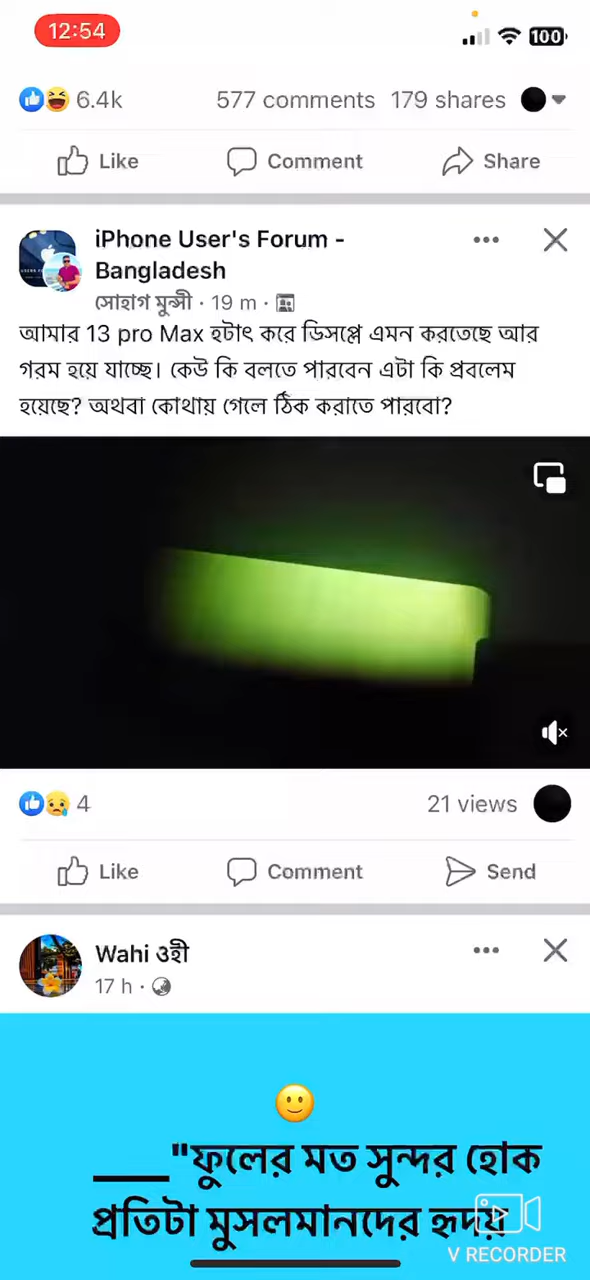 12:54
100
6.4k 577 comments 179 shares
Like Comment Share
iPhone User's Forum -
Bangladesh
সোহাগ মুন্সী · 19 m ·
আমার 13 pro Max হটাৎ করে ডিসপ্লে এমন করতেছে আর
গরম হয়ে যাচ্ছে। কেউ কি বলতে পারবেন এটা কি প্রবলেম
হয়েছে? অথবা কোথায় গেলে ঠিক করাতে পারবো?
4 21 views
Like Comment Send
Wahi ওহী
17 h ·
___"ফুলের মত সুন্দর হোক
প্রতিটা মুসলমানদের হৃদয়
V RECORDER